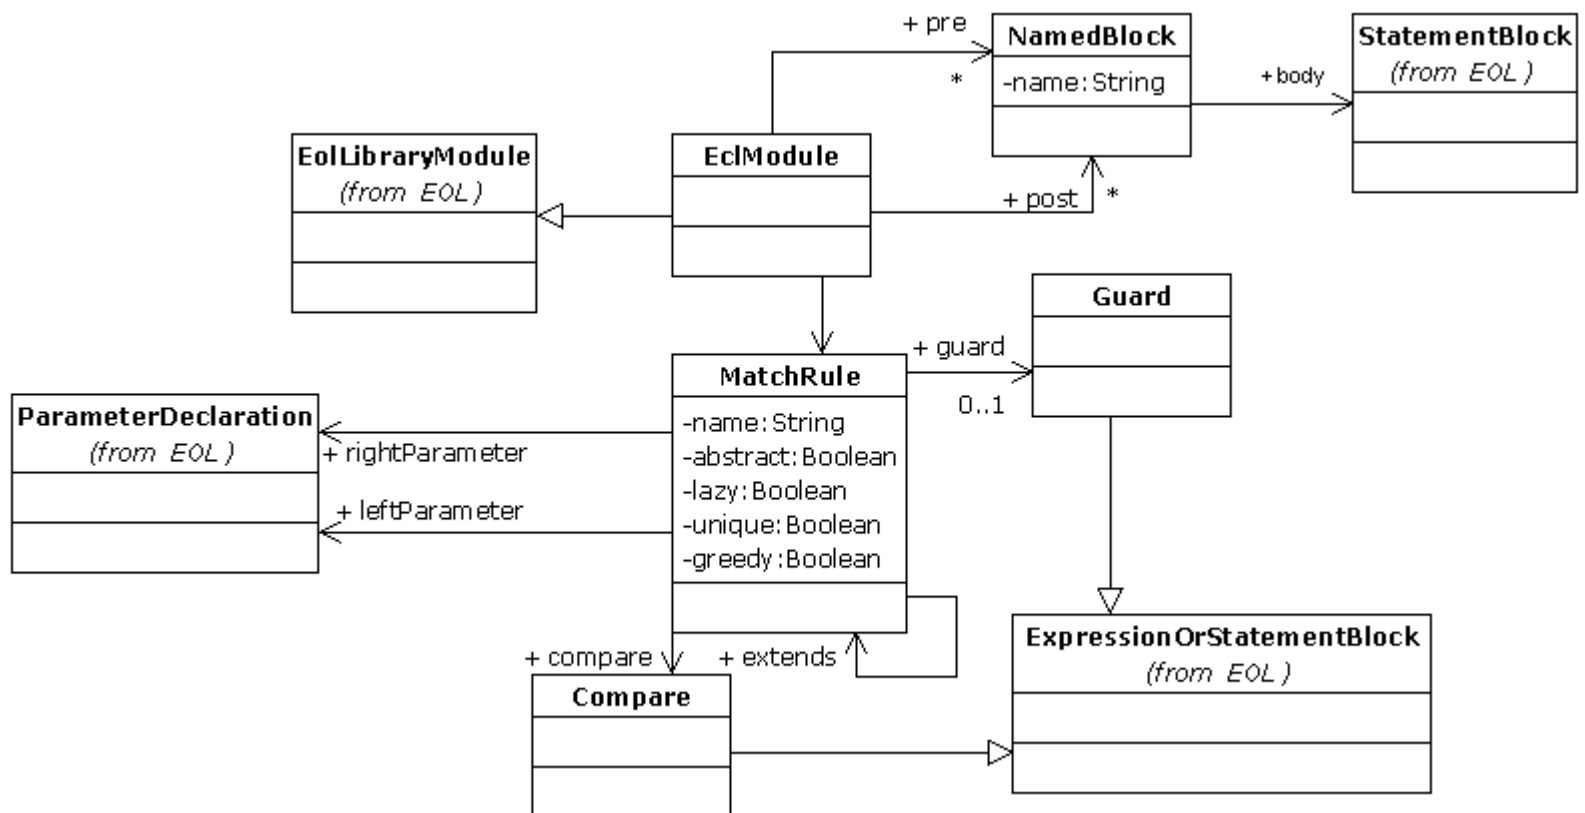 + pre
*
NamedBlock
-name:String
+body
StatementBlock
(from EOL)
EolLibraryModule
(from EOL)
EclModule
+ post
*
Guard
+ guard
0..1
MatchRule
-name:String
-abstract:Boolean
-lazy:Boolean
-unique:Boolean
-greedy:Boolean
ParameterDeclaration
(from EOL)
+ rightParameter
+ leftParameter
+ compare
+ extends
Compare
ExpressionOrStatementBlock
(from EOL)